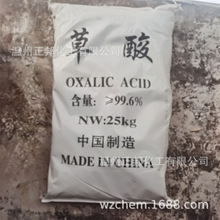 草酸
OXALIC ACID
含量:≥99.6%
NW:25kg
中国制造
MADE IN CHINA
wzchem.1688.com